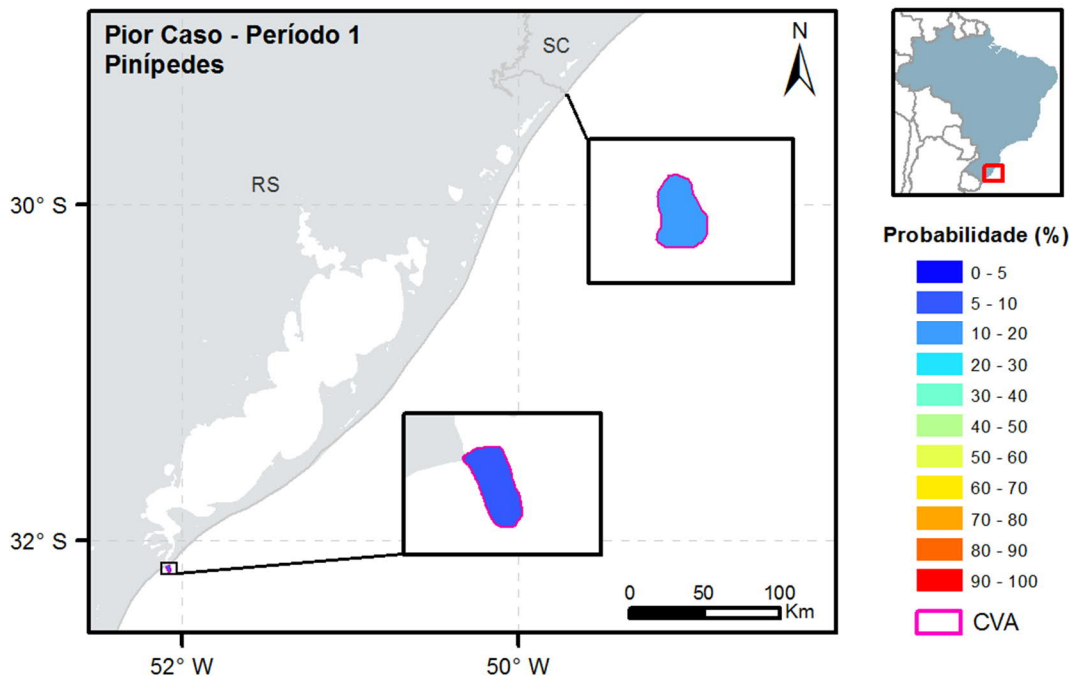 Pior Caso - Período 1
Pinípedes
SC
N
RS
30° S
32° S
52° W
50° W
0 50 100
Km
Probabilidade (%)
0 - 5
5 - 10
10 - 20
20 - 30
30 - 40
40 - 50
50 - 60
60 - 70
70 - 80
80 - 90
90 - 100
CVA